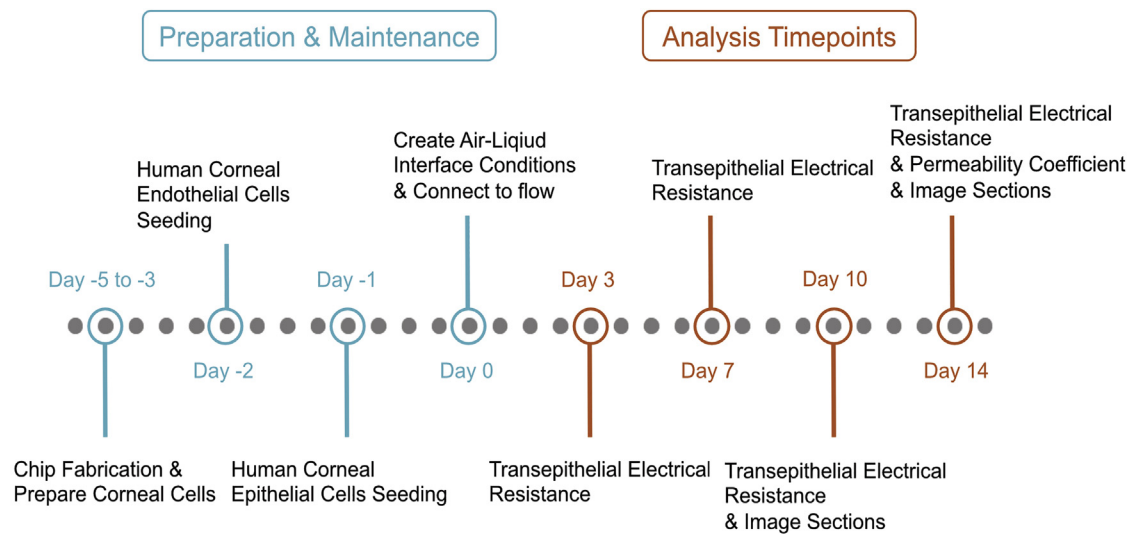 Preparation & Maintenance
Analysis Timepoints
Human Corneal
Endothelial Cells
Seeding
Create Air-Liqiud
Interface Conditions
& Connect to flow
Transepithelial Electrical
Resistance
Transepithelial Electrical
Resistance
& Permeability Coefficient
& Image Sections
Day -5 to -3
Day -1
Day 3
Day 10
Day -2
Day 0
Day 7
Day 14
Chip Fabrication &
Prepare Corneal Cells
Human Corneal
Epithelial Cells Seeding
Transepithelial Electrical
Resistance
Transepithelial Electrical
Resistance
& Image Sections